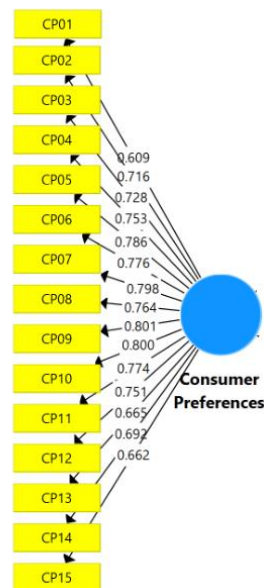 CP01
CP02
CP03
CP04
CP05
CP06
CP07
CP08
CP09
CP10
CP11
CP12
CP13
CP14
CP15
0.609
0.716
0.728
0.753
0.786
0.776
0.798
0.764
0.801
0.800
0.774
0.751
0.665
0.692
0.662
Consumer
Preferences